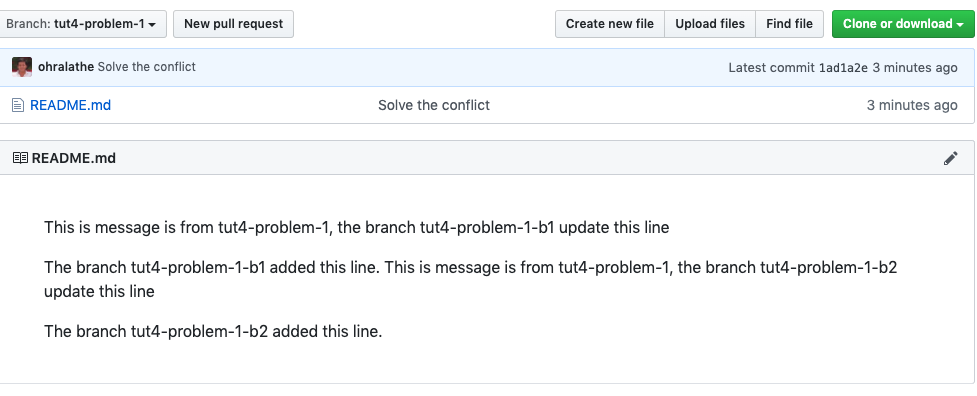 Branch: tut4-problem-1 New pull request Create new file Upload files Find file Clone or download
ohralathe Solve the conflict Latest commit 1ad1a2e 3 minutes ago
README.md Solve the conflict 3 minutes ago
README.md
This is message is from tut4-problem-1, the branch tut4-problem-1-b1 update this line
The branch tut4-problem-1-b1 added this line. This is message is from tut4-problem-1, the branch tut4-problem-1-b2
update this line
The branch tut4-problem-1-b2 added this line.